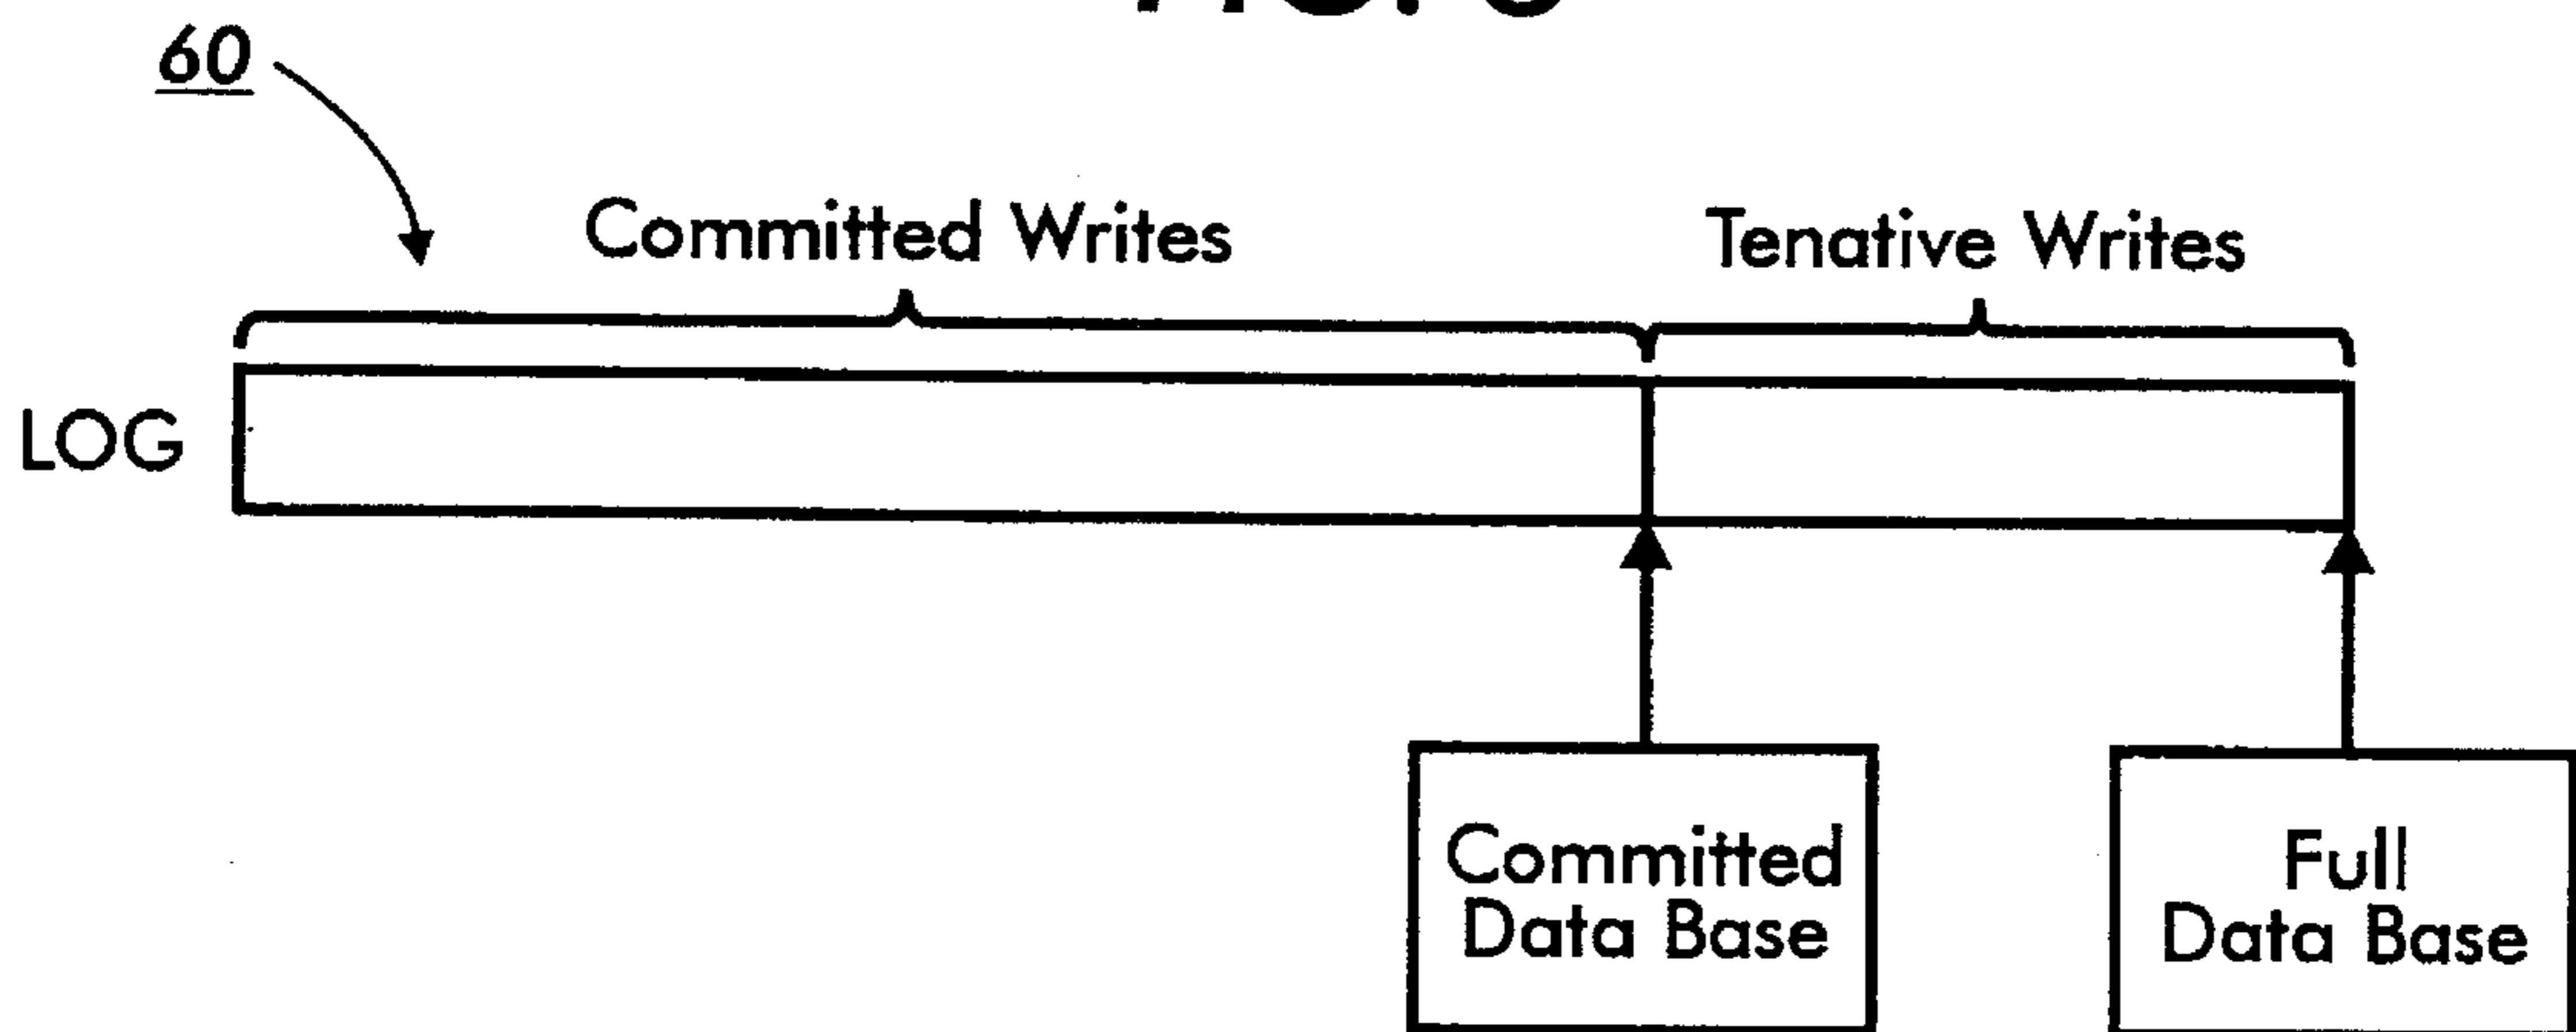 60
Committed Writes
Tenative Writes
LOG
Committed
Data Base
Full
Data Base